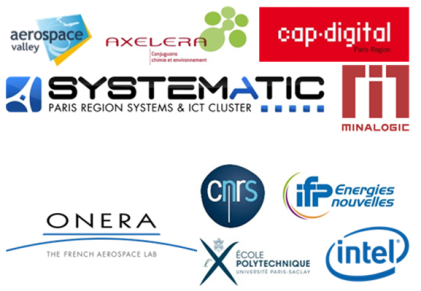 aerospace
valley
AXELERA
Conjuguons
chimie et environnement
cap·digital
Paris Region
SYSTEMATIC
PARIS REGION SYSTEMS & ICT CLUSTER
MINALOGIC
cnrs
ifp Energies
nouvelles
ONERA
THE FRENCH AEROSPACE LAB
ÉCOLE
POLYTECHNIQUE
UNIVERSITÉ PARIS-SACLAY
intel